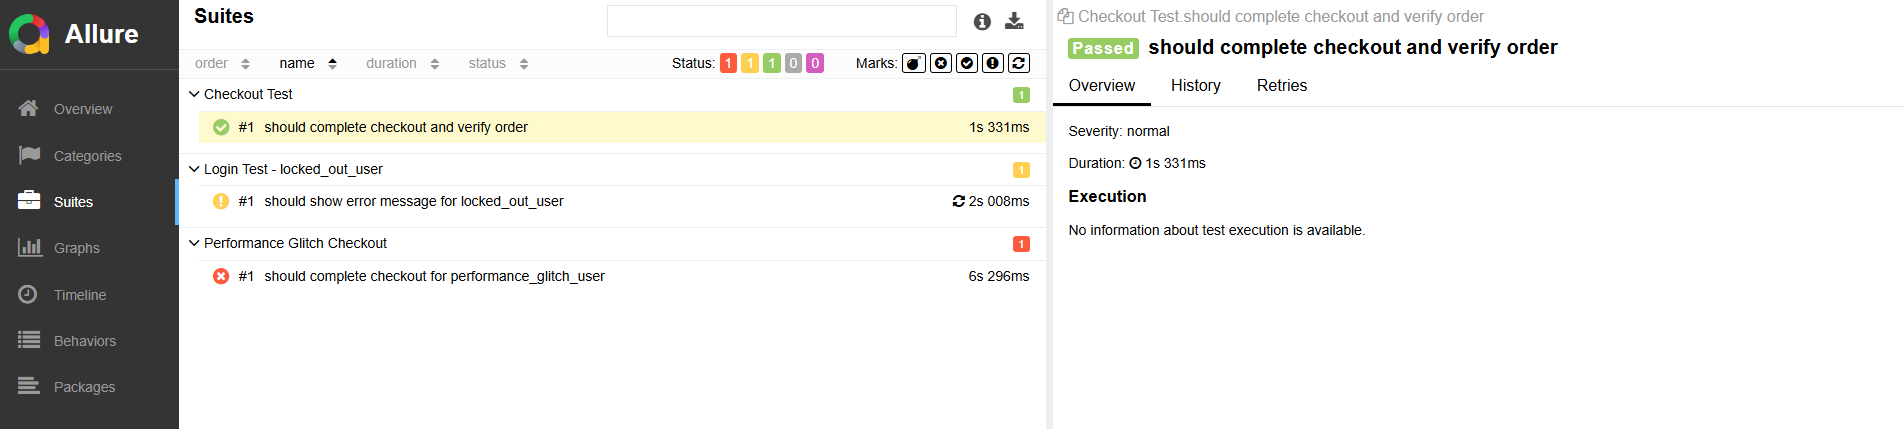 Allure
Overview
Categories
Suites
Graphs
Timeline
Behaviors
Packages
Suites
order name duration status Status: 1 1 1 0 0 Marks:
Checkout Test 1
#1 should complete checkout and verify order 1s 331ms
Login Test - locked_out_user 1
#1 should show error message for locked_out_user 2s 008ms
Performance Glitch Checkout 1
#1 should complete checkout for performance_glitch_user 6s 296ms
Checkout Test.should complete checkout and verify order
Passed should complete checkout and verify order
Overview History Retries
Severity: normal
Duration: 1s 331ms
Execution
No information about test execution is available.